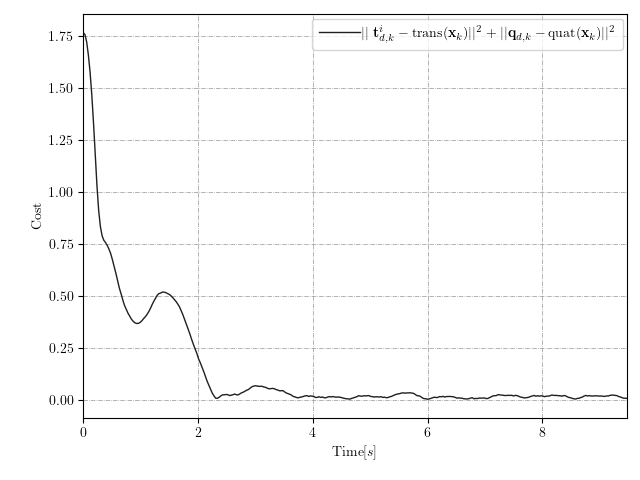 || t^i_{d,k} − trans(x_k)||^2 + ||q_{d,k} − quat(x_k)||^2
1.75
1.50
1.25
1.00
0.75
0.50
0.25
0.00
Cost
0 2 4 6 8
Time[s]